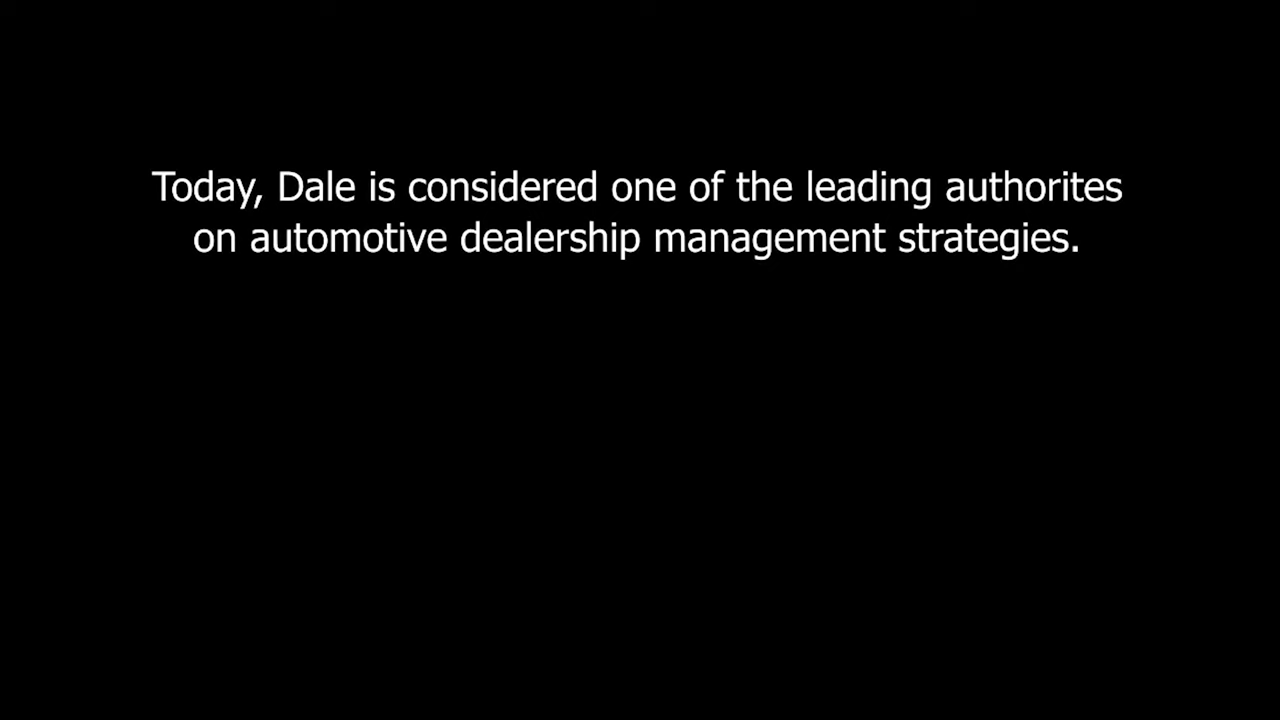 Today, Dale is considered one of the leading authorites
on automotive dealership management strategies.